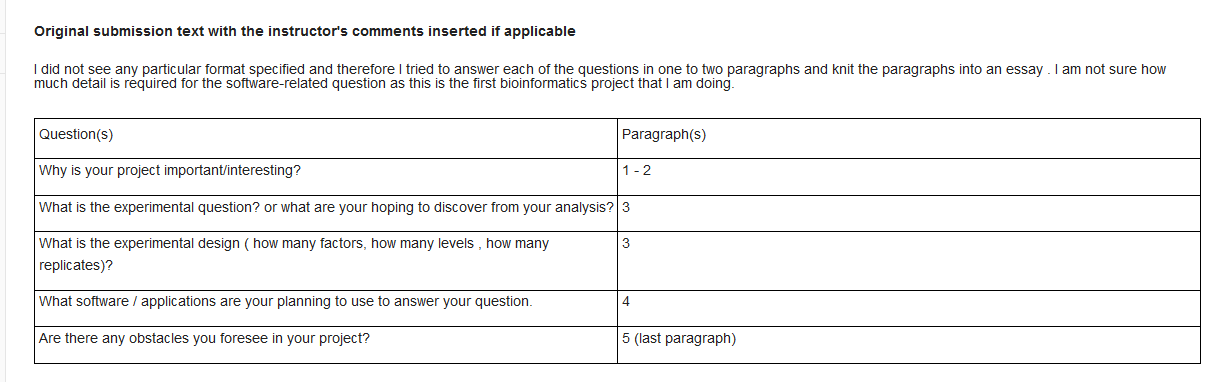 Original submission text with the instructor's comments inserted if applicable
I did not see any particular format specified and therefore I tried to answer each of the questions in one to two paragraphs and knit the paragraphs into an essay . I am not sure how
much detail is required for the software-related question as this is the first bioinformatics project that I am doing.
Question(s) Paragraph(s)
Why is your project important/interesting? 1 - 2
What is the experimental question? or what are your hoping to discover from your analysis? 3
What is the experimental design ( how many factors, how many levels , how many 3
replicates)?
What software / applications are your planning to use to answer your question. 4
Are there any obstacles you foresee in your project? 5 (last paragraph)